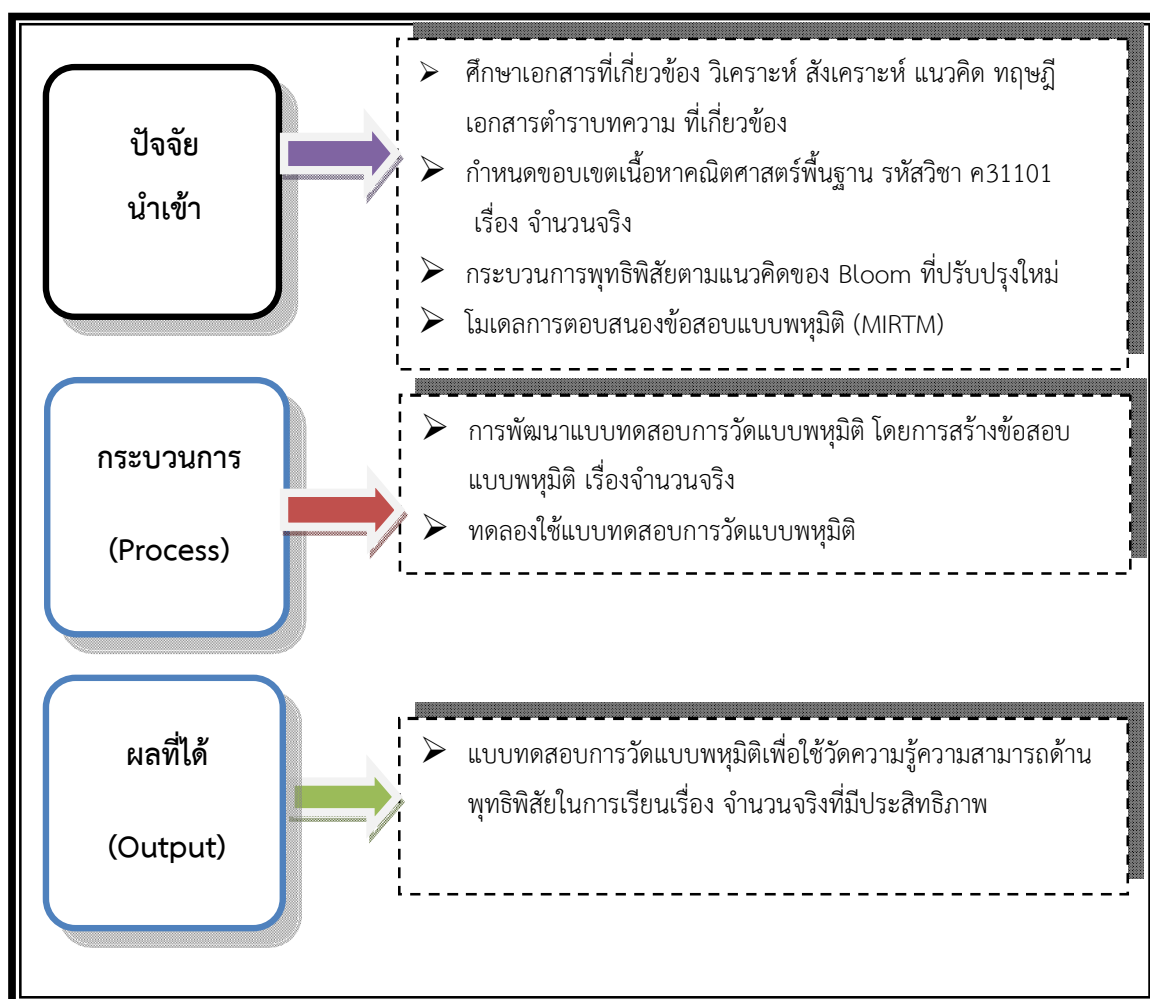 ปัจจัย
นำเข้า
➢ ศึกษาเอกสารที่เกี่ยวข้อง วิเคราะห์ สังเคราะห์ แนวคิด ทฤษฎี
เอกสารตำราบทความ ที่เกี่ยวข้อง
➢ กำหนดขอบเขตเนื้อหาคณิตศาสตร์พื้นฐาน รหัสวิชา ค31101
เรื่อง จำนวนจริง
➢ กระบวนการพุทธิพิสัยตามแนวคิดของ Bloom ที่ปรับปรุงใหม่
➢ โมเดลการตอบสนองข้อสอบแบบพหุมิติ (MIRTM)
กระบวนการ
(Process)
➢ การพัฒนาแบบทดสอบการวัดแบบพหุมิติ โดยการสร้างข้อสอบ
แบบพหุมิติ เรื่องจำนวนจริง
➢ ทดลองใช้แบบทดสอบการวัดแบบพหุมิติ
ผลที่ได้
(Output)
➢ แบบทดสอบการวัดแบบพหุมิติเพื่อใช้วัดความรู้ความสามารถด้าน
พุทธิพิสัยในการเรียนเรื่อง จำนวนจริงที่มีประสิทธิภาพ